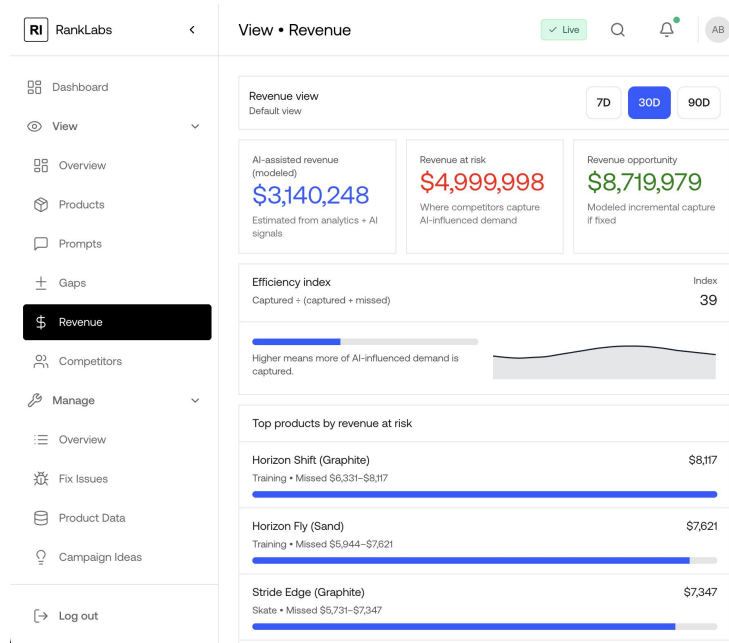 RI RankLabs
View • Revenue
Live
AB
Dashboard
View
Overview
Products
Prompts
Gaps
Revenue
Competitors
Manage
Overview
Fix Issues
Product Data
Campaign Ideas
Log out
Revenue view
Default view
7D
30D
90D
AI-assisted revenue
(modeled)
$3,140,248
Estimated from analytics + AI
signals
Revenue at risk
$4,999,998
Where competitors capture
AI-influenced demand
Revenue opportunity
$8,719,979
Modeled incremental capture
if fixed
Efficiency index
Captured ÷ (captured + missed)
Index
39
Higher means more of AI-influenced demand is
captured.
Top products by revenue at risk
Horizon Shift (Graphite)
$8,117
Training • Missed $6,331–$8,117
Horizon Fly (Sand)
$7,621
Training • Missed $5,944–$7,621
Stride Edge (Graphite)
$7,347
Skate • Missed $5,731–$7,347